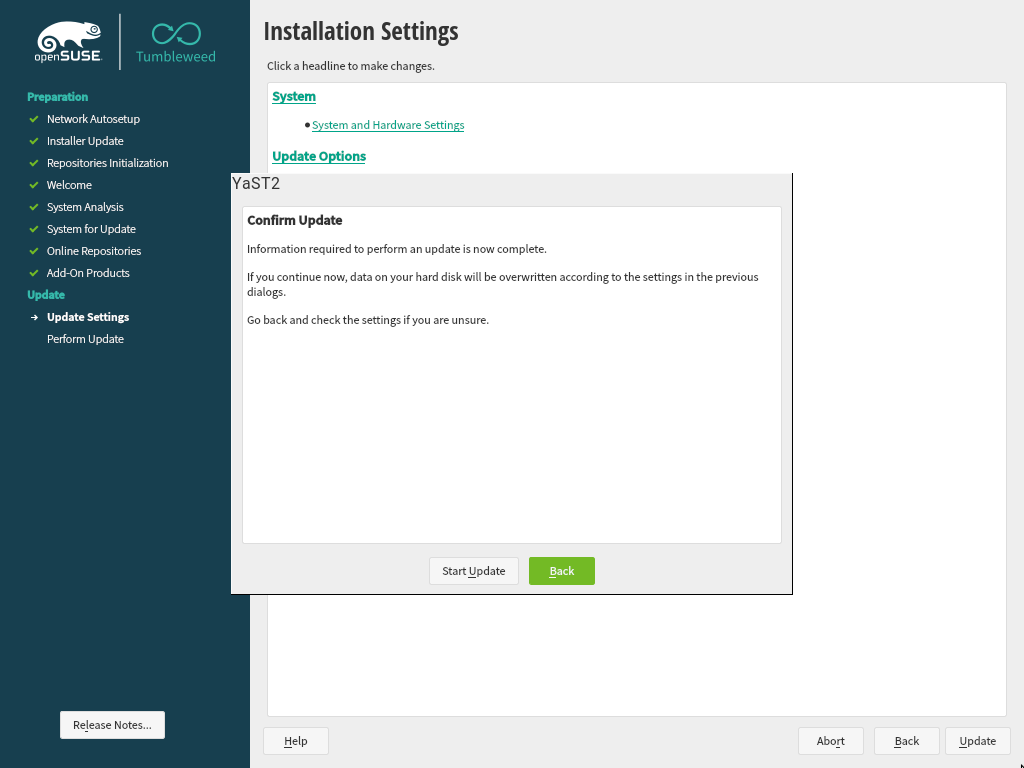 openSUSE
Tumbleweed
Preparation
Network Autosetup
Installer Update
Repositories Initialization
Welcome
System Analysis
System for Update
Online Repositories
Add-On Products
Update
Update Settings
Perform Update
Release Notes...
Installation Settings
Click a headline to make changes.
System
System and Hardware Settings
Update Options
YaST2
Confirm Update
Information required to perform an update is now complete.
If you continue now, data on your hard disk will be overwritten according to the settings in the previous
dialogs.
Go back and check the settings if you are unsure.
Start Update
Back
Help
Abort
Back
Update